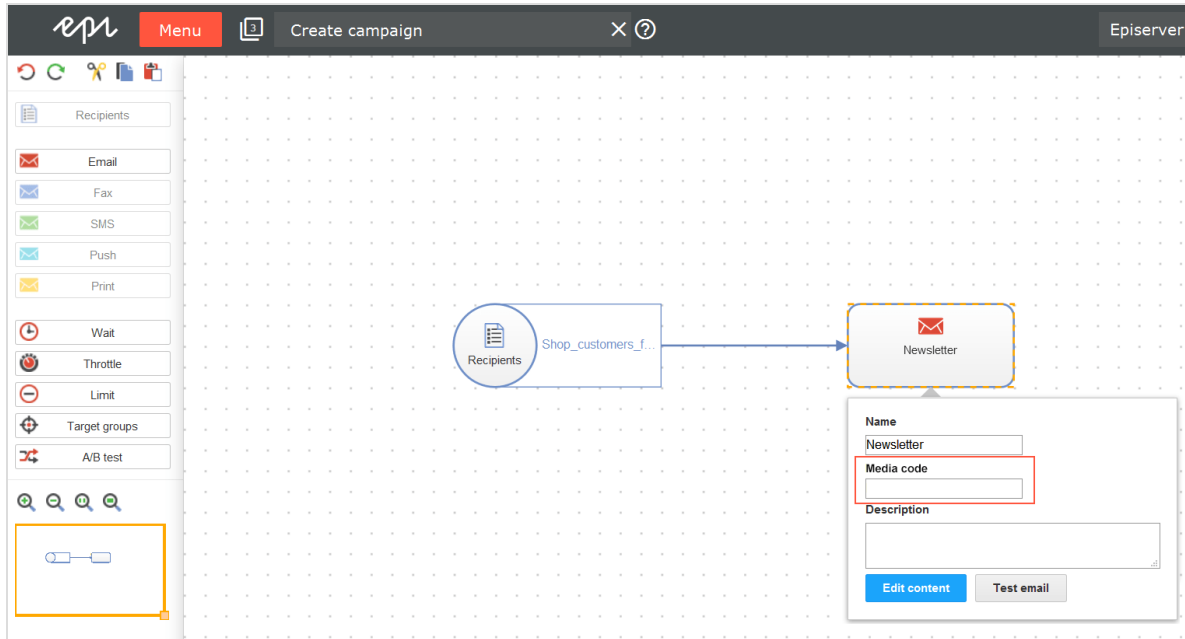 epi
Menu
3
Create campaign
?
Episerver
Recipients
Email
Fax
SMS
Push
Print
Wait
Throttle
Limit
Target groups
A/B test
Recipients
Shop_customers_f...
Newsletter
Name
Newsletter
Media code
Description
Edit content
Test email